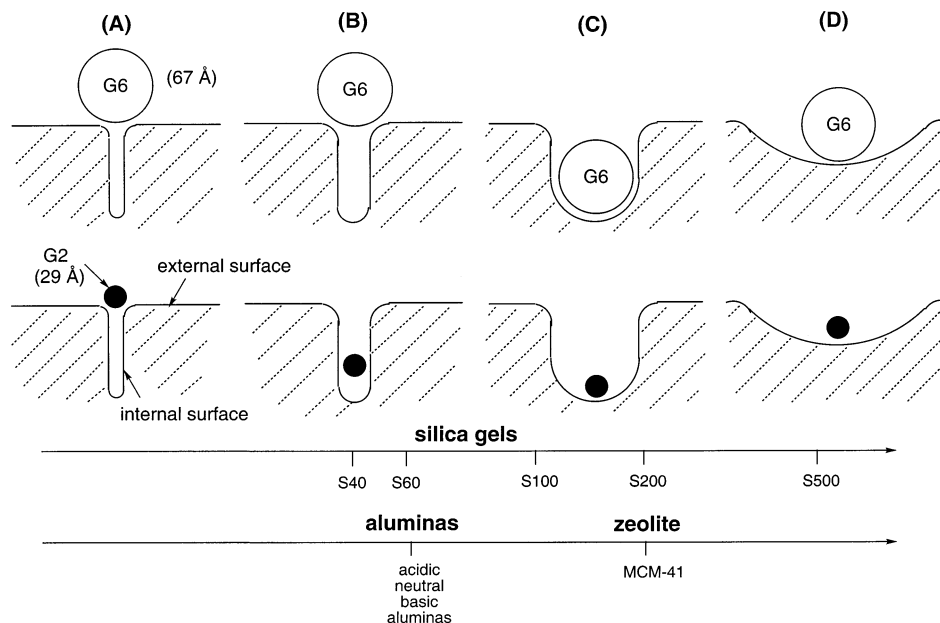 (A) (B) (C) (D)
G6 (67 Å) G6 G6 G6
G2
(29 Å)
external surface
internal surface
silica gels
S40 S60 S100 S200 S500
aluminas zeolite
acidic MCM-41
neutral
basic
aluminas